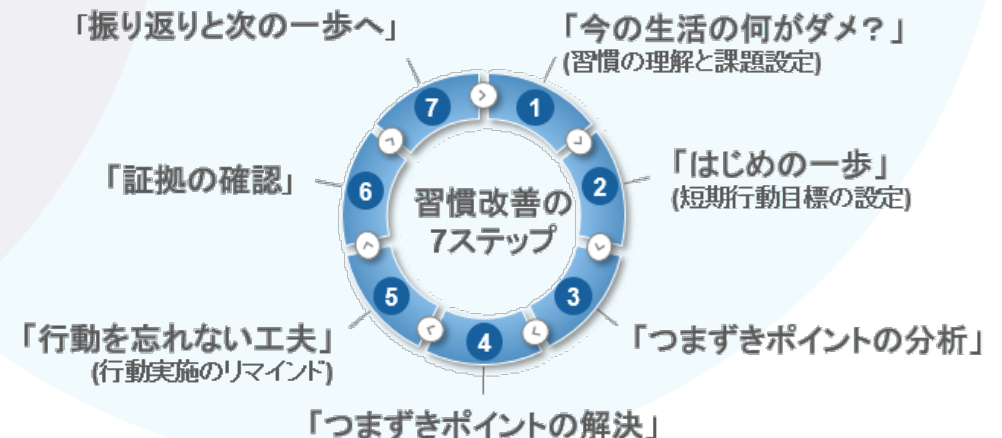 「振り返りと次の一歩へ」
「今の生活の何がダメ？」
(習慣の理解と課題設定)
7
1
「証拠の確認」
6
習慣改善の
7ステップ
2
「はじめの一歩」
(短期行動目標の設定)
5
3
「行動を忘れない工夫」
(行動実施のリマインド)
4
「つまずきポイントの分析」
「つまずきポイントの解決」